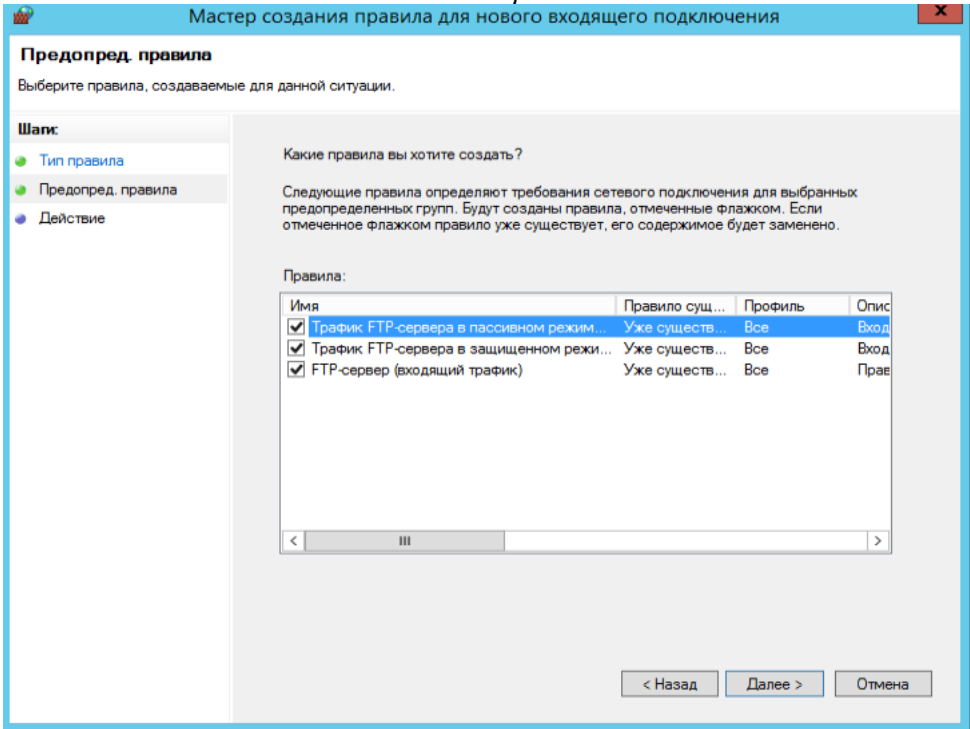 Мастер создания правила для нового входящего подключения
Предопред. правила
Выберите правила, создаваемые для данной ситуации.
Шаги:
Тип правила
Предопред. правила
Действие
Какие правила вы хотите создать?
Следующие правила определяют требования сетевого подключения для выбранных
предопределенных групп. Будут созданы правила, отмеченные флажком. Если
отмеченное флажком правило уже существует, его содержимое будет заменено.
Правила:
Имя Правило сущ... Профиль Опис
Трафик FTP-сервера в пассивном режим... Уже существ... Все Вход
Трафик FTP-сервера в защищенном режи... Уже существ... Все Вход
FTP-сервер (входящий трафик) Уже существ... Все Прав
< Назад Далее > Отмена